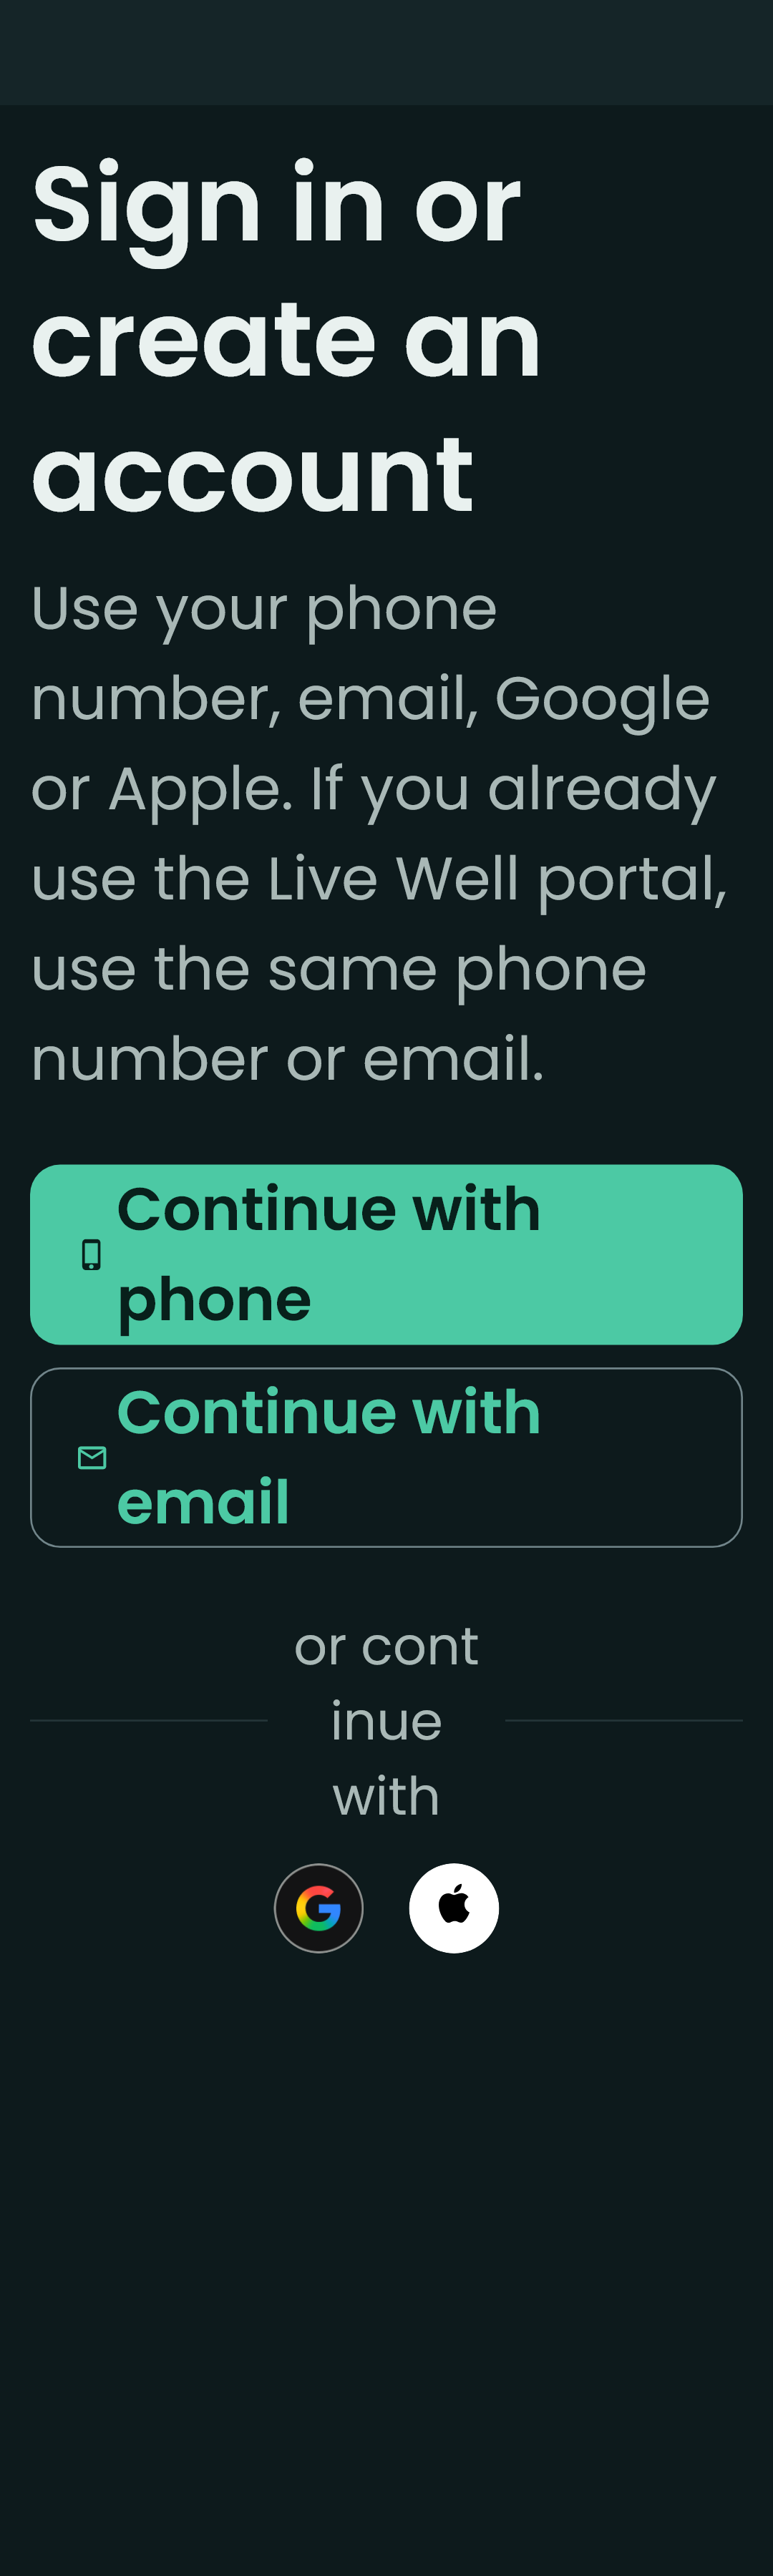 Sign in or
create an
account
Use your phone
number, email, Google
or Apple. If you already
use the Live Well portal,
use the same phone
number or email.
Continue with
phone
Continue with
email
or cont
inue
with